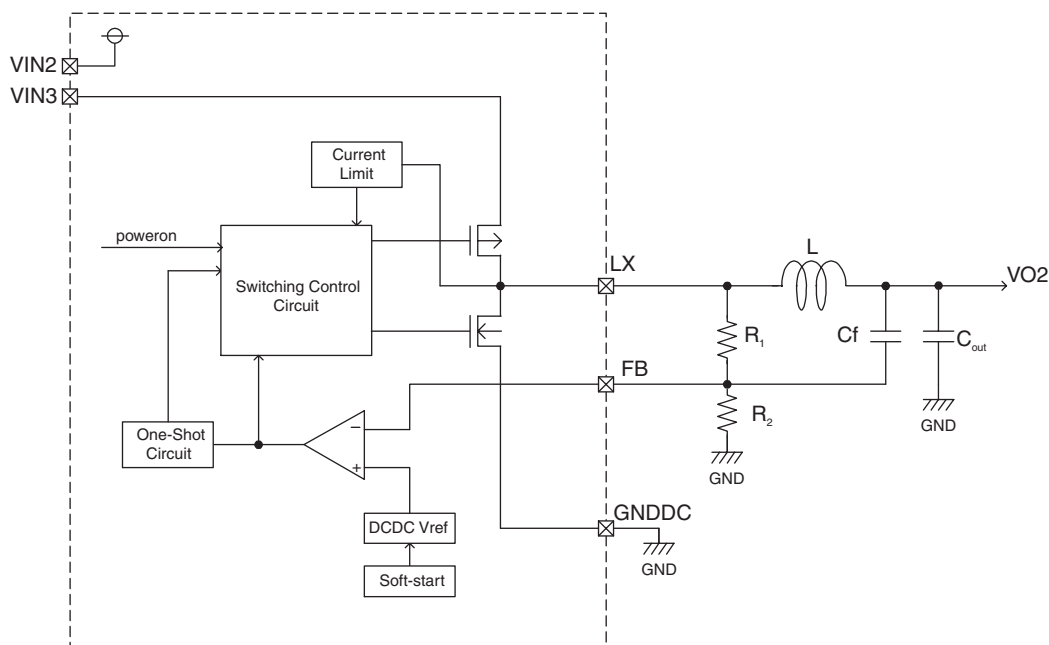 VIN2
VIN3
Current
Limit
poweron
Switching Control
Circuit
LX
L
VO2
R1
Cf
Cout
FB
R2
GND
GND
One-Shot
Circuit
−
+
DCDC Vref
GNDDC
GND
Soft-start